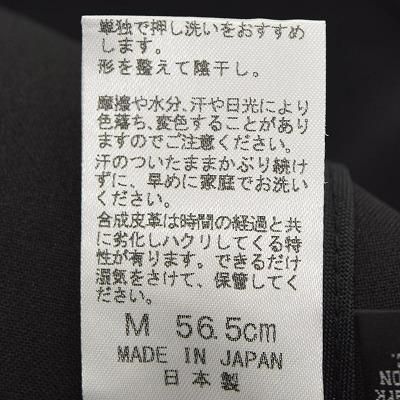 単独で押し洗いをおすすめ
します。
形を整えて陰干し。
摩擦や水分、汗や日光により
色落ち、変色することがあり
ますのでご注意ください。
汗のついたままかぶり続け
ずに、早めに家庭でお洗い
ください。
合成皮革は時間の経過と共
に劣化しハクリしてくる特
性が有ります。できるだけ
湿気をさけて、保管してく
ださい。
M 56.5cm
MADE IN JAPAN
日本製